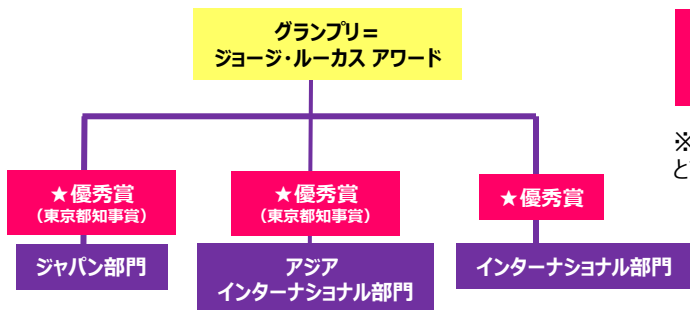 グランプリ=
ジョージ・ルーカス アワード
※
と
★優秀賞
(東京都知事賞)
★優秀賞
(東京都知事賞)
★優秀賞
ジャパン部門
アジア
インターナショナル部門
インターナショナル部門